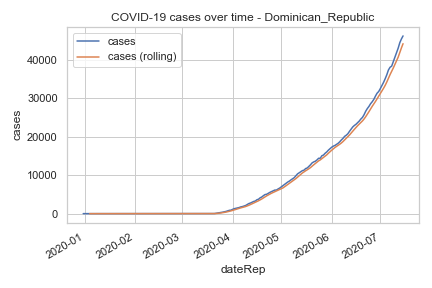 COVID-19 cases over time - Dominican_Republic
cases
cases (rolling)
40000
30000
20000
10000
0
cases
2020-01
2020-02
2020-03
2020-04
2020-05
2020-06
2020-07
dateRep